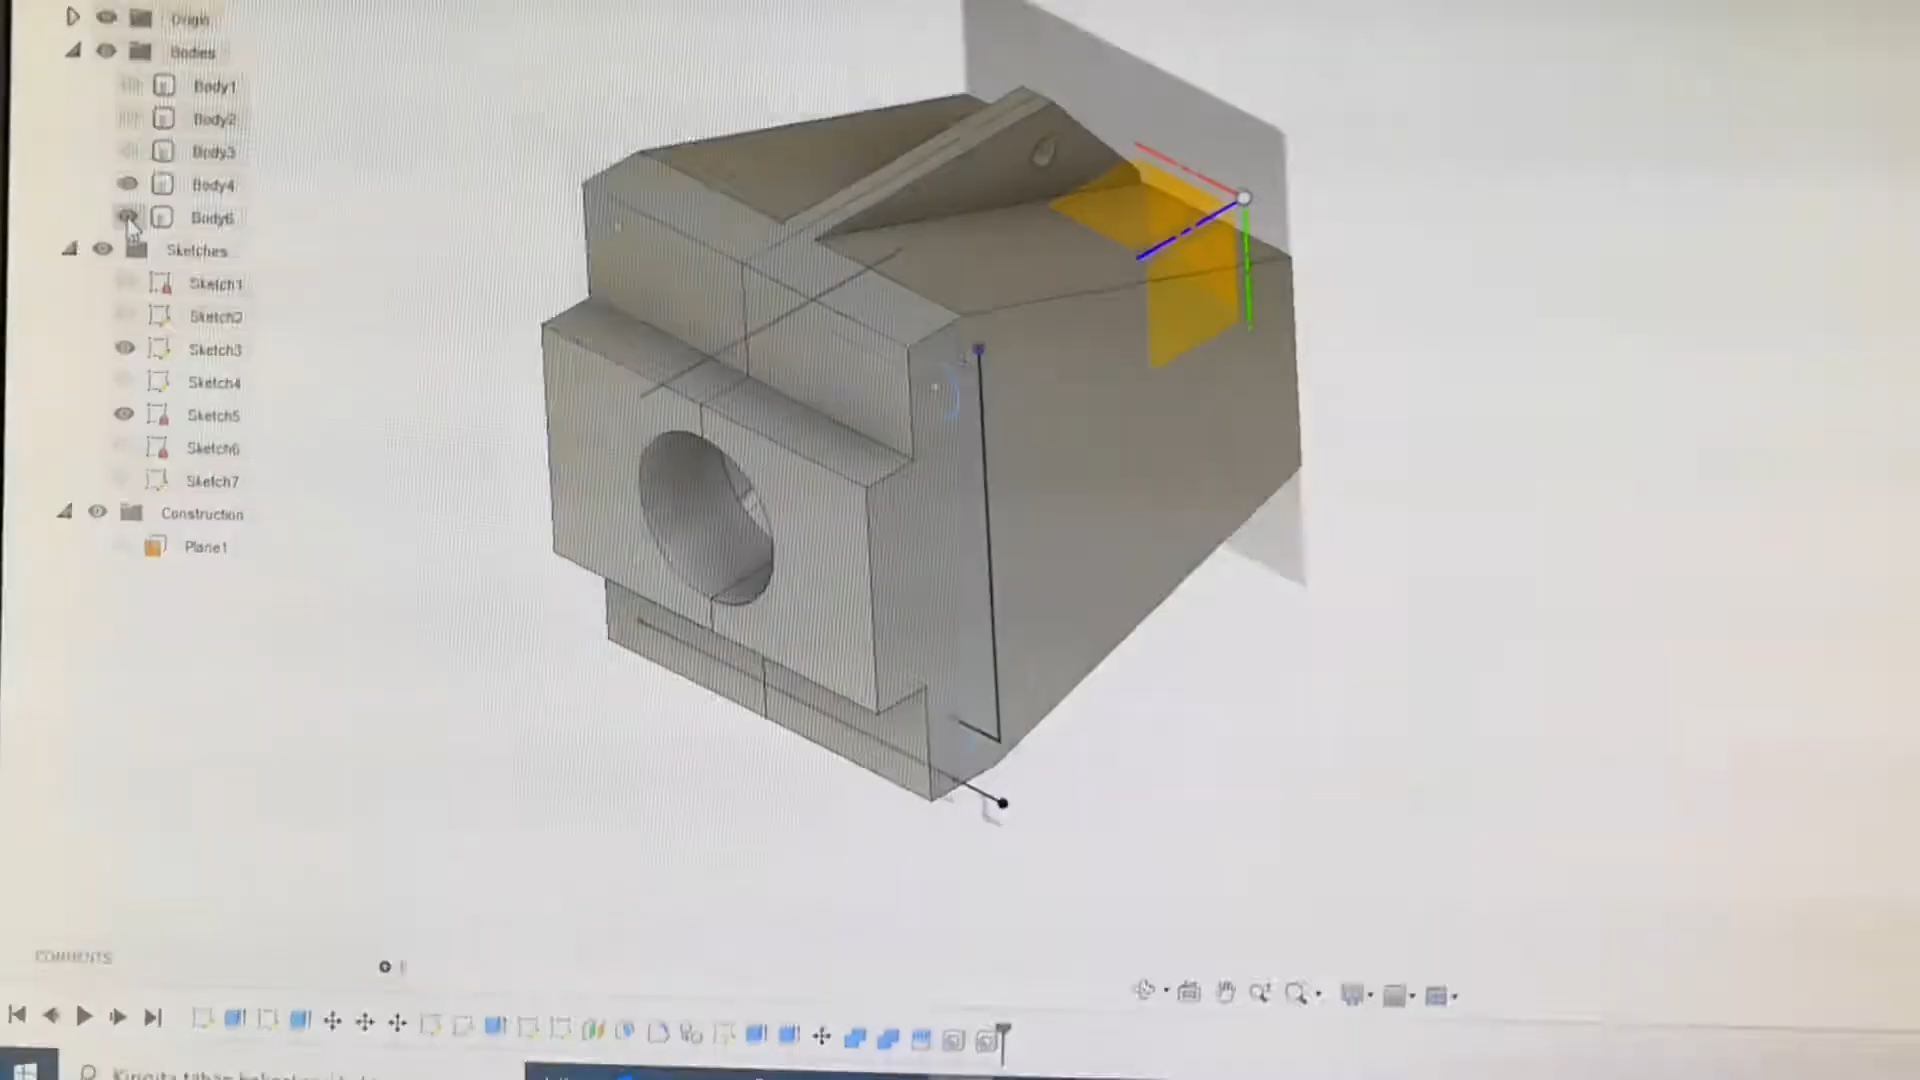 Origin
Bodies
Body1
Body2
Body3
Body4
Body6
Sketches
Sketch1
Sketch2
Sketch3
Sketch4
Sketch5
Sketch6
Sketch7
Construction
Plane1
COMMENTS